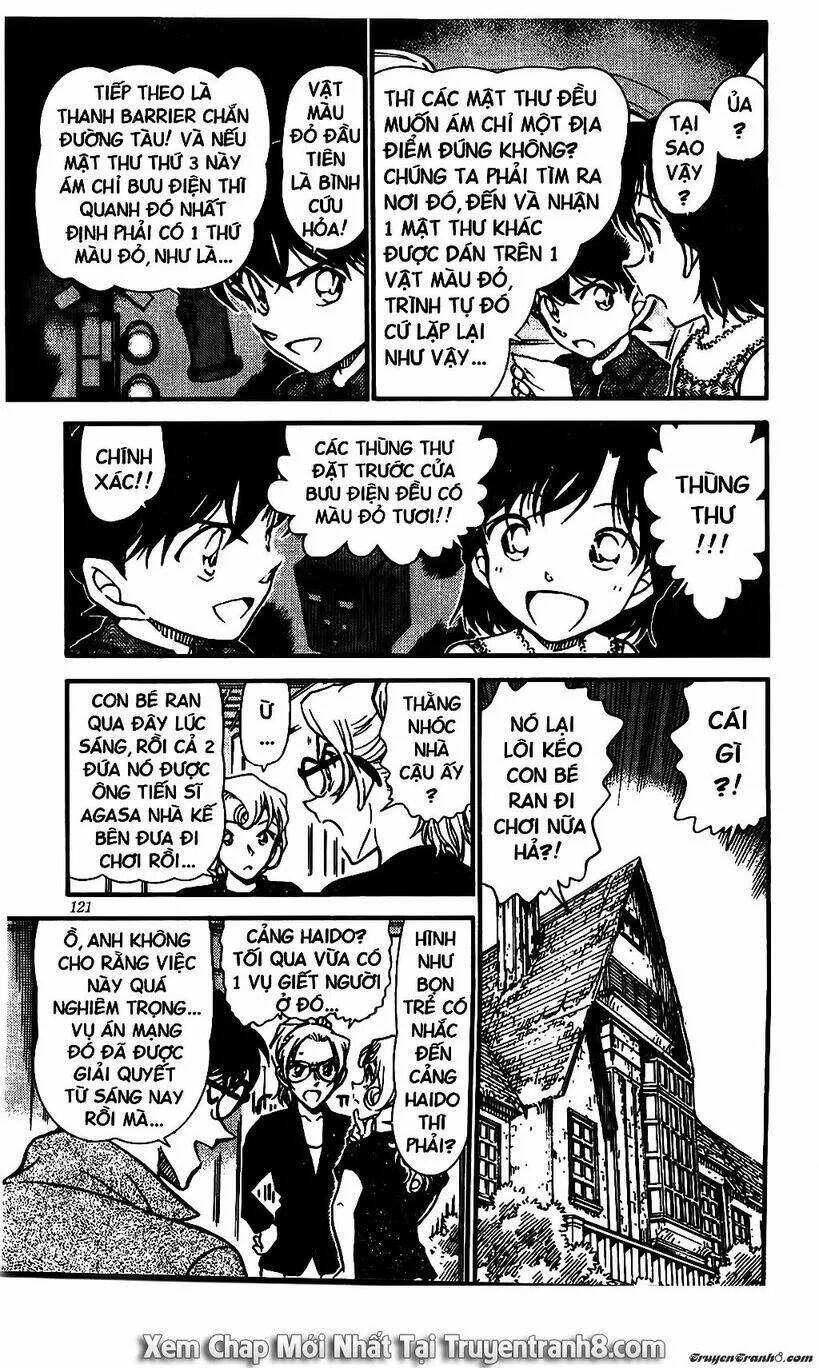 ỦA
?
TẠI
SAO
VẬY
?
THÌ CÁC MẬT THƯ ĐỀU
MUỐN ÁM CHỈ MỘT ĐỊA
ĐIỂM ĐÚNG KHÔNG?
CHÚNG TA PHẢI TÌM RA
NƠI ĐÓ, ĐẾN VÀ NHẬN
1 MẬT THƯ KHÁC
ĐƯỢC DÁN TRÊN 1
VẬT MÀU ĐỎ,
TRÌNH TỰ ĐÓ
CỨ LẶP LẠI
NHƯ VẬY...
VẬT
MÀU
ĐỎ ĐẦU
TIÊN
LÀ BÌNH
CỨU
HỎA!
TIẾP THEO LÀ
THANH BARRIER CHẮN
ĐƯỜNG TÀU! VÀ NẾU
MẬT THƯ THỨ 3 NÀY
ÁM CHỈ BƯU ĐIỆN THÌ
QUANH ĐÓ NHẤT
ĐỊNH PHẢI CÓ 1 THỨ
MÀU ĐỎ, NHƯ LÀ...
THÙNG
THƯ
!!!
CÁC THÙNG THƯ
ĐẶT TRƯỚC CỬA
BƯU ĐIỆN ĐỀU CÓ
MÀU ĐỎ TƯƠI!!
CHÍNH
XÁC!!
CÁI
GÌ
?!
NÓ LẠI
LÔI KÉO
CON BÉ
RAN ĐI
CHƠI NỮA
HẢ?!
THẰNG
NHÓC
NHÀ
CẬU ẤY
?
Ừ
...
CON BÉ RAN
QUA ĐÂY LÚC
SÁNG, RỒI CẢ 2
ĐỨA NÓ ĐƯỢC
ÔNG TIẾN SĨ
AGASA NHÀ KẾ
BÊN ĐƯA ĐI
CHƠI RỒI...
121
HÌNH
NHƯ
BỌN
TRẺ CÓ
NHẮC
ĐẾN
CẢNG
HAIDO
THÌ
PHẢI?
CẢNG HAIDO?
TỐI QUA VỪA CÓ
1 VỤ GIẾT NGƯỜI
Ở ĐÓ...
Ồ, ANH KHÔNG
CHO RẰNG VIỆC
NÀY QUÁ
NGHIÊM TRỌNG...
VỤ ÁN MẠNG
ĐÓ ĐÃ ĐƯỢC
GIẢI QUYẾT
TỪ SÁNG NAY
RỒI MÀ...
Xem Chap Mới Nhất Tại Truyentranh8.com
TruyenTranh8.com